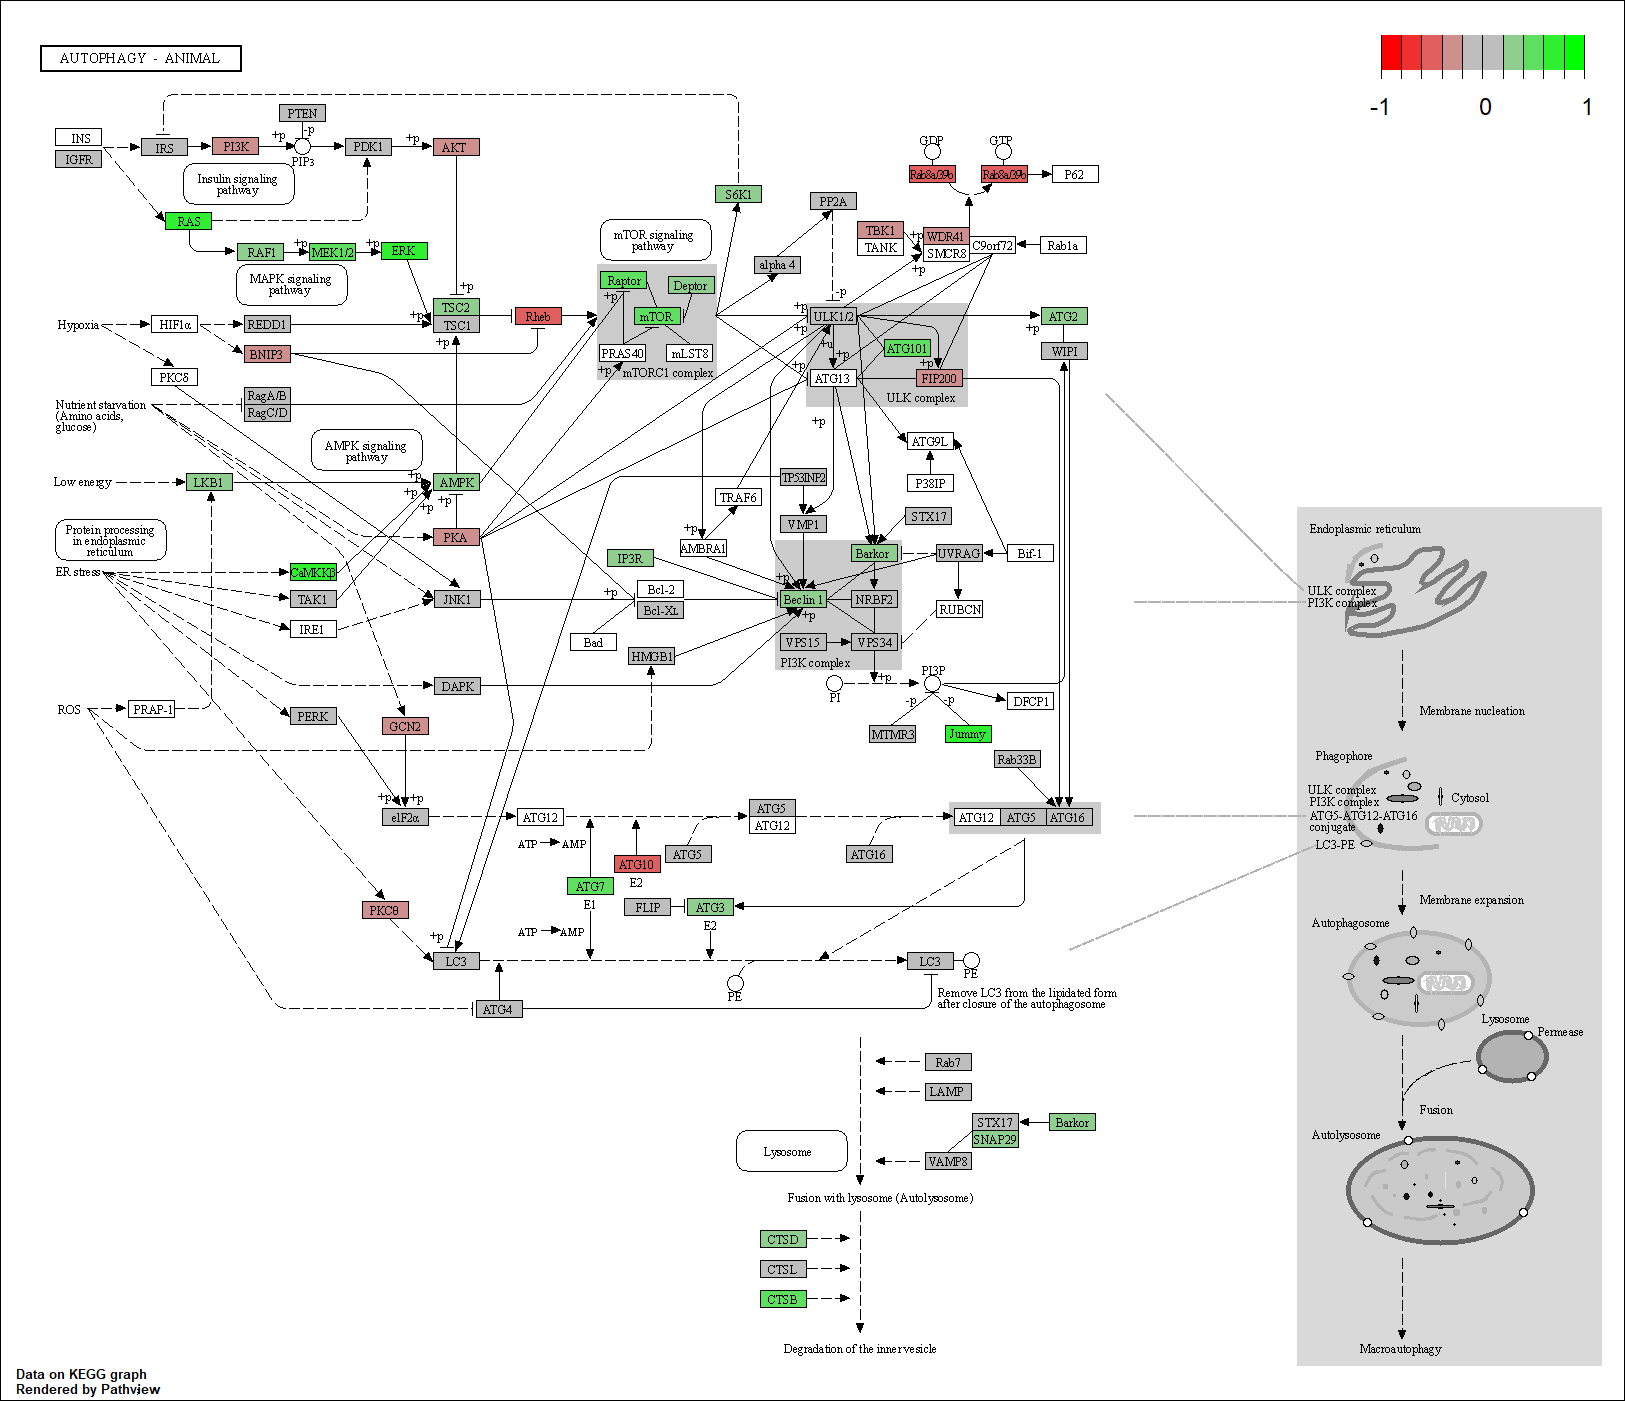 AUTOPHAGY - ANIMAL
-1
0
1
PTEN
INS
IGFR
IRS
PI3K
+p
-p
PIP3
PDK1
+p
AKT
Insulin signaling
pathway
RAS
RAF1
+p
MEK1/2
+p
ERK
MAPK signaling
pathway
mTOR signaling
pathway
S6K1
PP2A
alpha 4
GDP
GTP
Rab8a/39b
Rab8a/39b
P62
TBK1
TANK
+p
WDR41
SMCR8
C9orf72
Rab1a
+p
Raptor
Deptor
+p
mTOR
PRAS40
mLST8
+p
mTORC1 complex
+p
TSC2
TSC1
+p
+p
Rheb
Hypoxia
HIF1α
REDD1
BNIP3
PKCδ
RagA/B
RagC/D
Nutrient starvation
(Amino acids,
glucose)
-p
+p
+p
ULK1/2
+u
+p
ATG101
+p
+p
ATG13
FIP200
ULK complex
+p
ATG2
+p
WIPI
AMPK signaling
pathway
Low energy
LKB1
+p
+p
+p
+p
AMPK
PKA
ATG9L
P38IP
TP53INP2
TRAF6
VMP1
STX17
+p
AMBRA1
Protein processing
in endoplasmic
reticulum
ER stress
CaMKKβ
TAK1
IRE1
JNK1
IP3R
+p
Bcl-2
Bcl-XL
Bad
HMGB1
Barkor
UVRAG
Bif-1
+p
Beclin 1
+p
NRBF2
RUBCN
VPS15
VPS34
PI3K complex
+p
PI
PI3P
DFCP1
-p
-p
MTMR3
Jummy
Rab33B
DAPK
ROS
PRAP-1
PERK
GCN2
+p
+p
eIF2α
ATG12
ATG5
ATG12
ATG12
ATG5
ATG16
ATP
AMP
ATG10
E2
ATG5
ATG16
ATG7
E1
PKCθ
FLIP
ATG3
E2
ATP
AMP
+p
LC3
LC3
PE
PE
ATG4
Remove LC3 from the lipidated form
after closure of the autophagosome
Rab7
LAMP
STX17
SNAP29
Barkor
VAMP8
Lysosome
Fusion with lysosome (Autolysosome)
CTSD
CTSL
CTSB
Degradation of the inner vesicle
Endoplasmic reticulum
ULK complex
PI3K complex
Membrane nucleation
Phagophore
ULK complex
PI3K complex
ATG5-ATG12-ATG16
conjugate
LC3-PE
Cytosol
Membrane expansion
Autophagosome
Lysosome
Permease
Fusion
Autolysosome
Macroautophagy
Data on KEGG graph
Rendered by Pathview